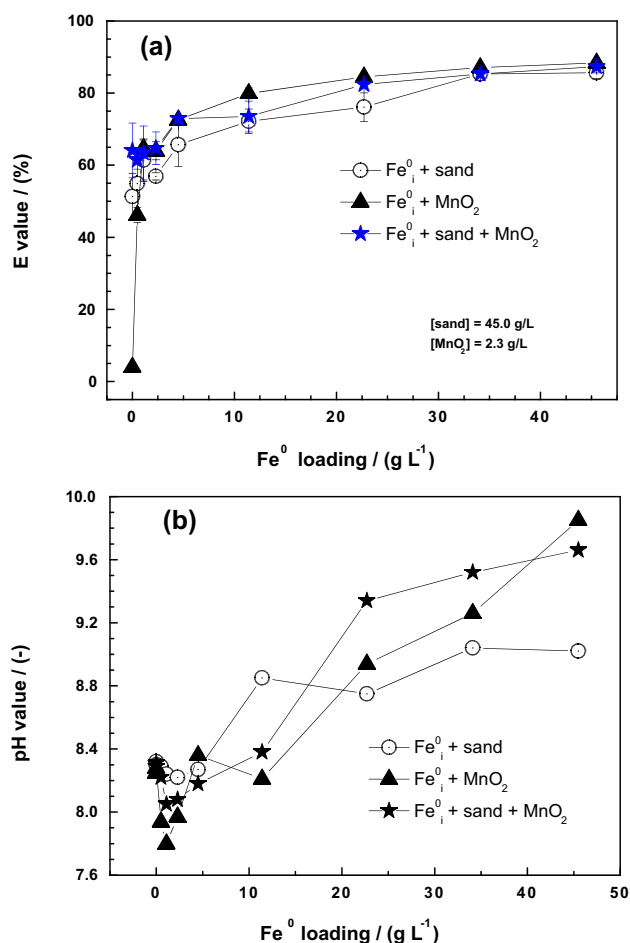 (a)
100
80
60
40
20
0
E value / (%)
Fe⁰ᵢ + sand
Fe⁰ᵢ + MnO₂
Fe⁰ᵢ + sand + MnO₂
[sand] = 45.0 g/L
[MnO₂] = 2.3 g/L
0 10 20 30 40
Fe⁰ loading / (g L⁻¹)
(b)
10.0
9.6
9.2
8.8
8.4
8.0
7.6
pH value / (-)
Fe⁰ᵢ + sand
Fe⁰ᵢ + MnO₂
Fe⁰ᵢ + sand + MnO₂
0 10 20 30 40 50
Fe⁰ loading / (g L⁻¹)